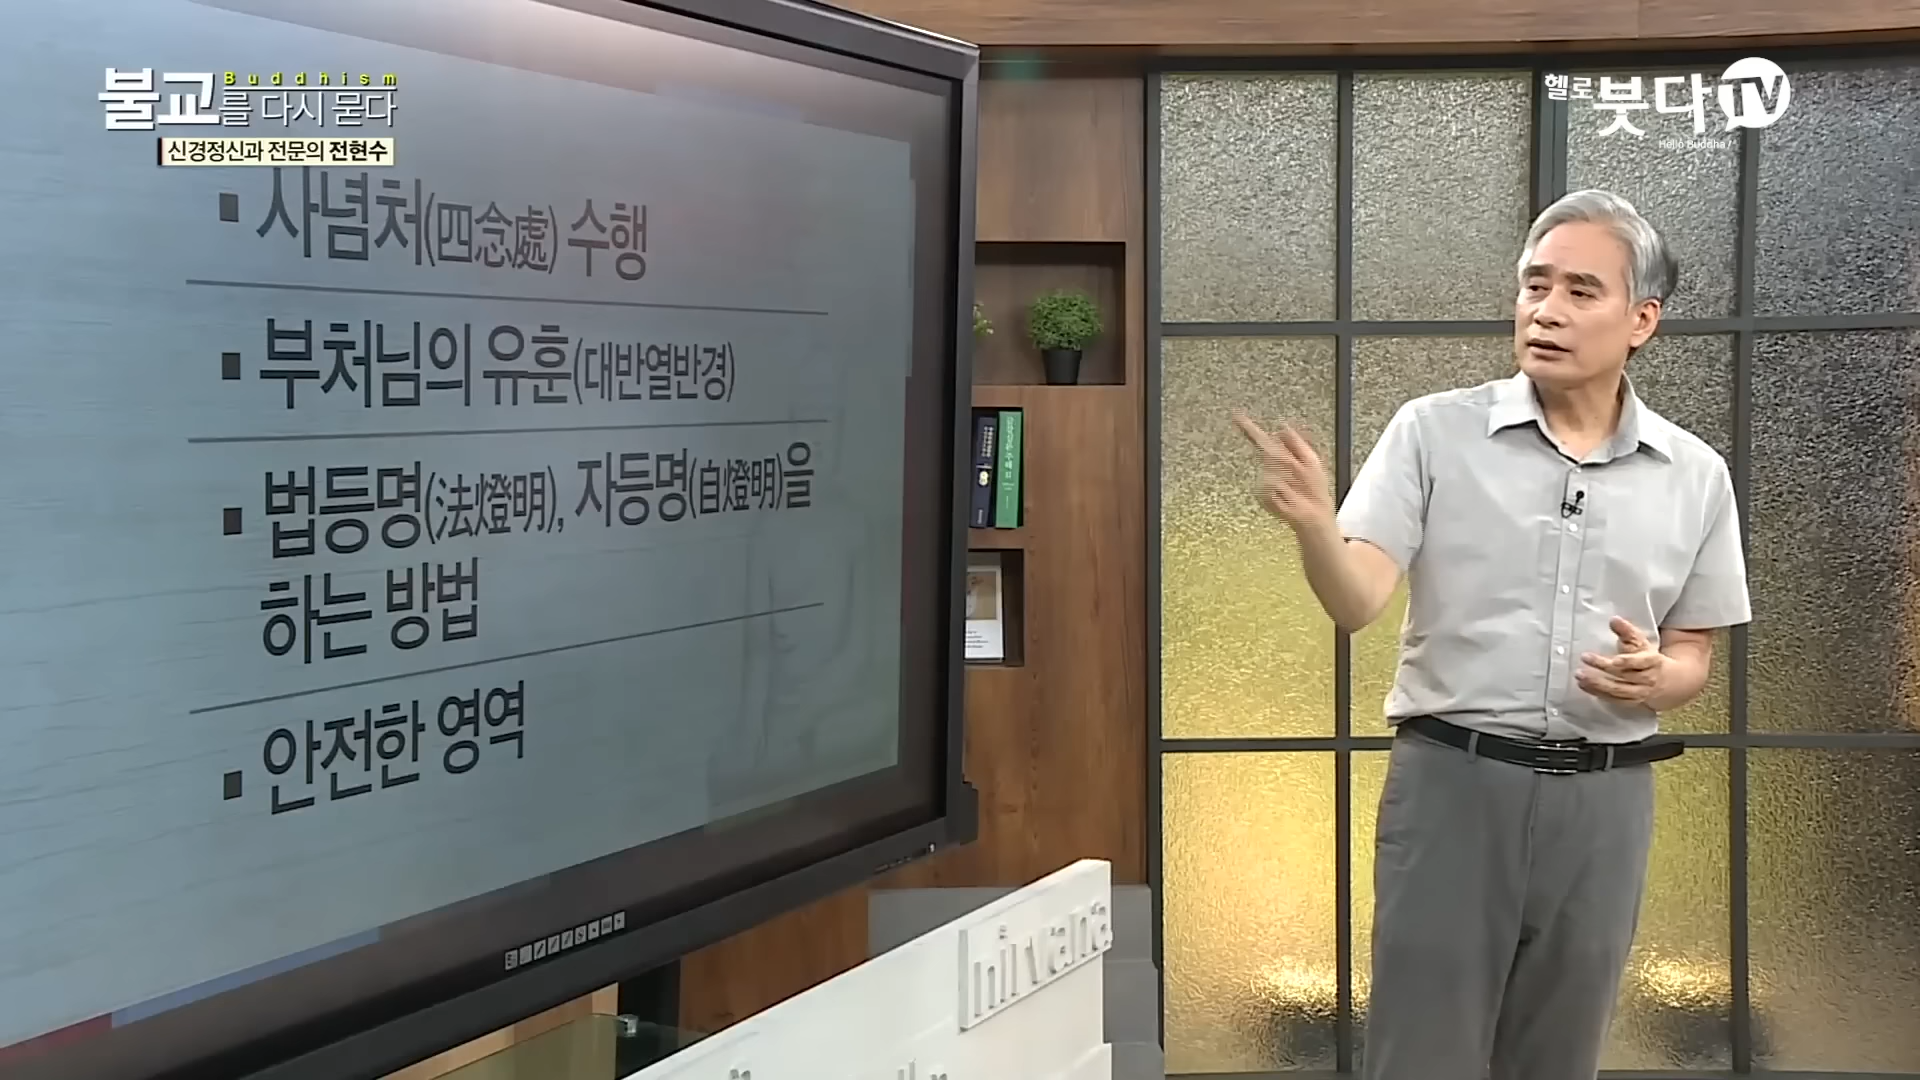 Buddhism
불교를 다시 묻다
신경정신과 전문의 전현수
헬로붓다TV
Hello Buddha!
▪ 사념처(四念處) 수행
▪ 부처님의 유훈(대반열반경)
▪ 법등명(法燈明), 자등명(自燈明)을
하는 방법
▪ 안전한 영역
nirvana